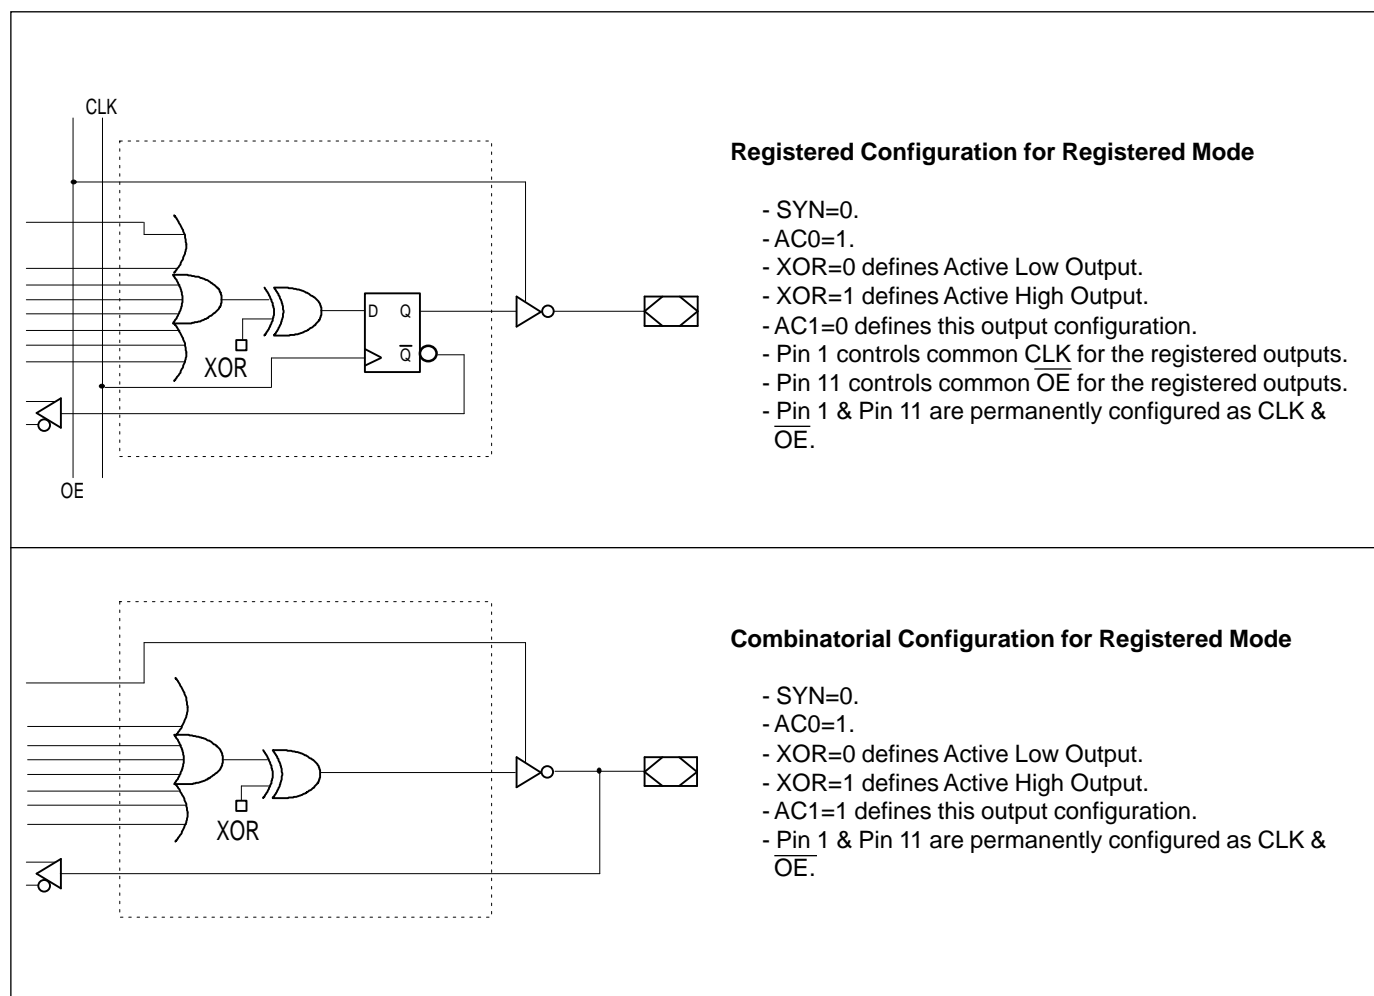 CLK
D Q
Q̅
XOR
OE
Registered Configuration for Registered Mode
- SYN=0.
- AC0=1.
- XOR=0 defines Active Low Output.
- XOR=1 defines Active High Output.
- AC1=0 defines this output configuration.
- Pin 1 controls common CLK for the registered outputs.
- Pin 11 controls common O̅E̅ for the registered outputs.
- Pin 1 & Pin 11 are permanently configured as CLK &
O̅E̅.
XOR
Combinatorial Configuration for Registered Mode
- SYN=0.
- AC0=1.
- XOR=0 defines Active Low Output.
- XOR=1 defines Active High Output.
- AC1=1 defines this output configuration.
- Pin 1 & Pin 11 are permanently configured as CLK &
O̅E̅.